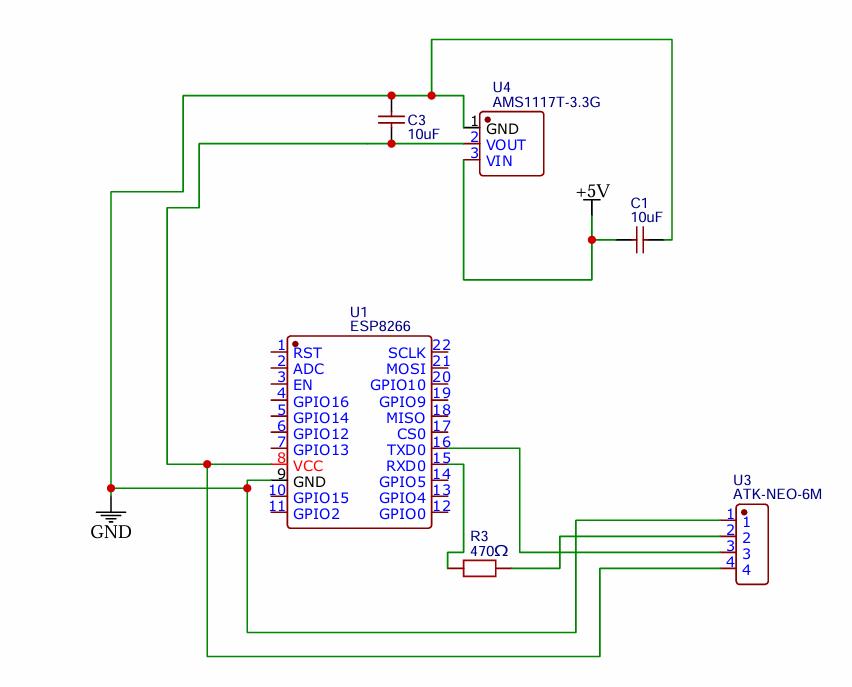 U4
AMS1117T-3.3G
1 GND
2 VOUT
3 VIN
C3
10uF
+5V
C1
10uF
U1
ESP8266
1 RST SCLK 22
2 ADC MOSI 21
3 EN GPIO10 20
4 GPIO16 GPIO9 19
5 GPIO14 MISO 18
6 GPIO12 CS0 17
7 GPIO13 TXD0 16
8 VCC RXD0 15
9 GND GPIO5 14
10 GPIO15 GPIO4 13
11 GPIO2 GPIO0 12
GND
R3
470Ω
U3
ATK-NEO-6M
1 1
2 2
3 3
4 4